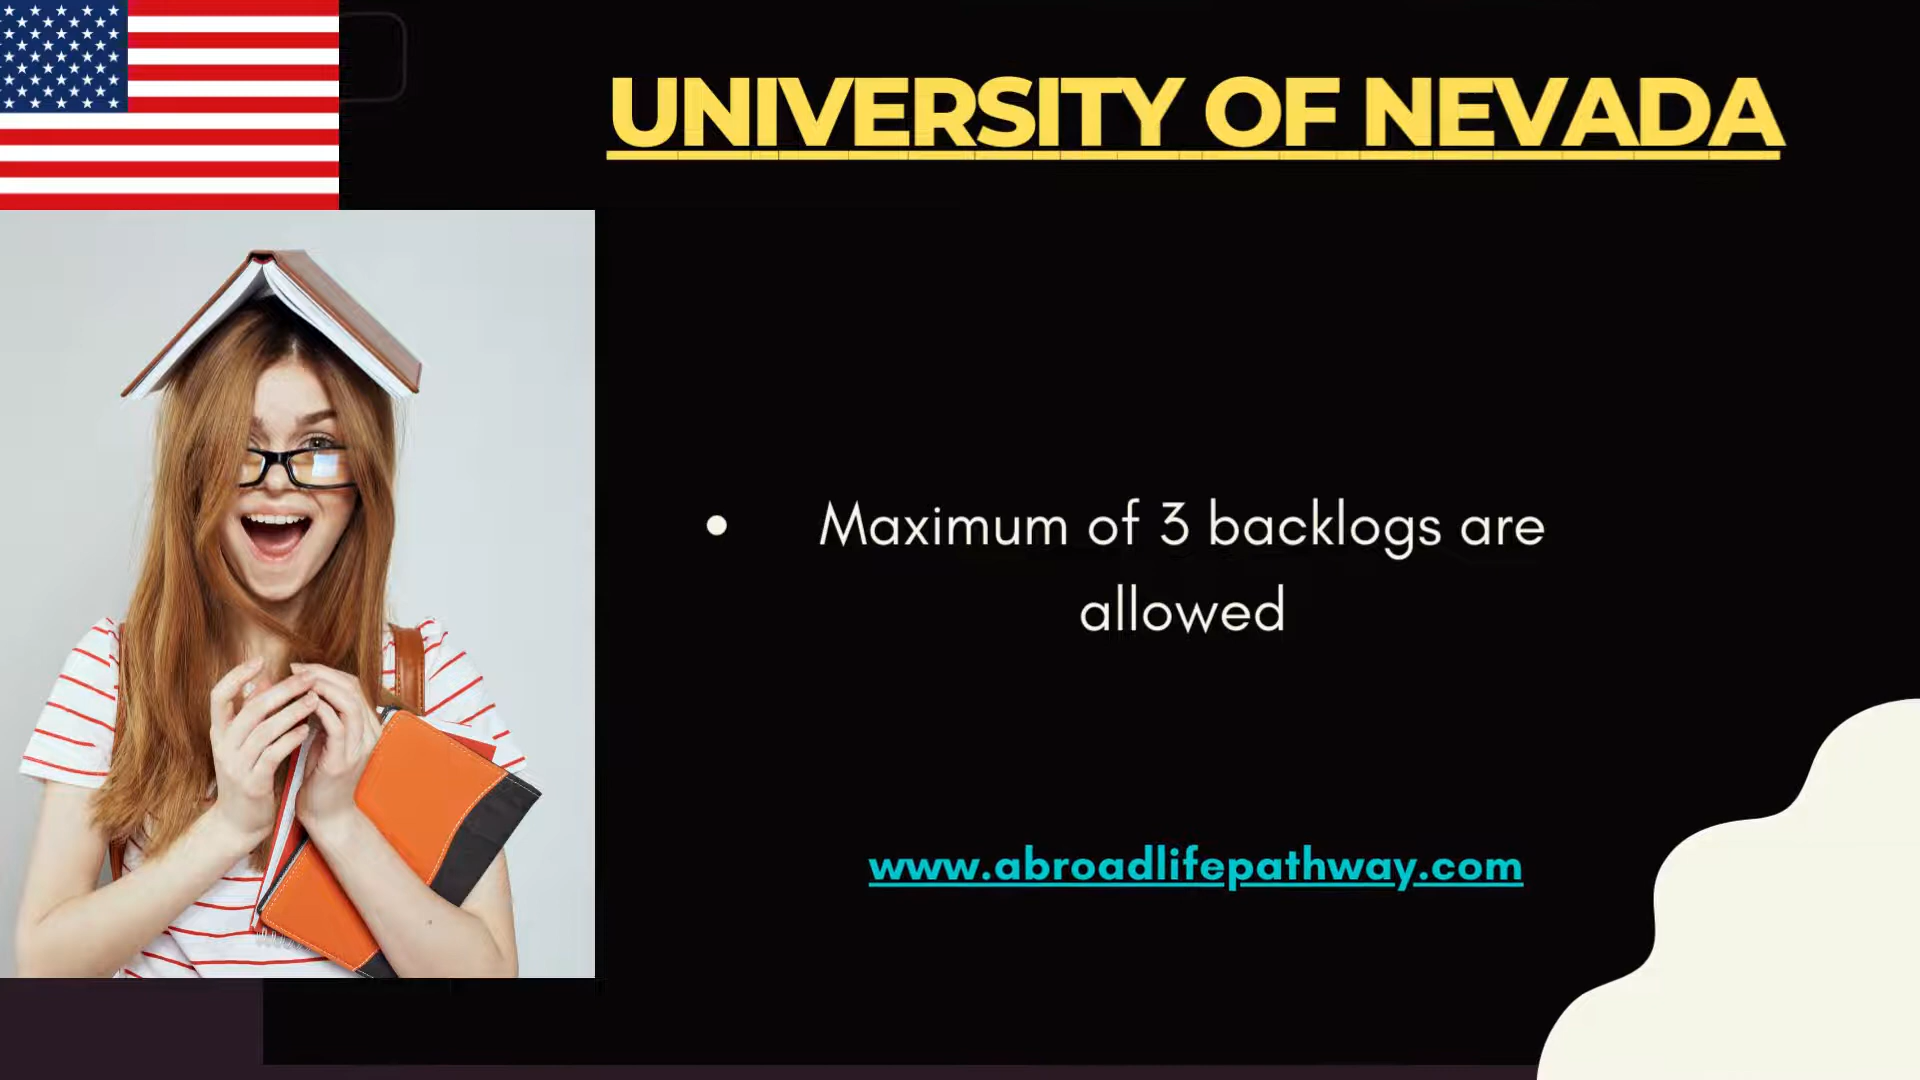 UNIVERSITY OF NEVADA
• Maximum of 3 backlogs are
allowed
www.abroadlifepathway.com